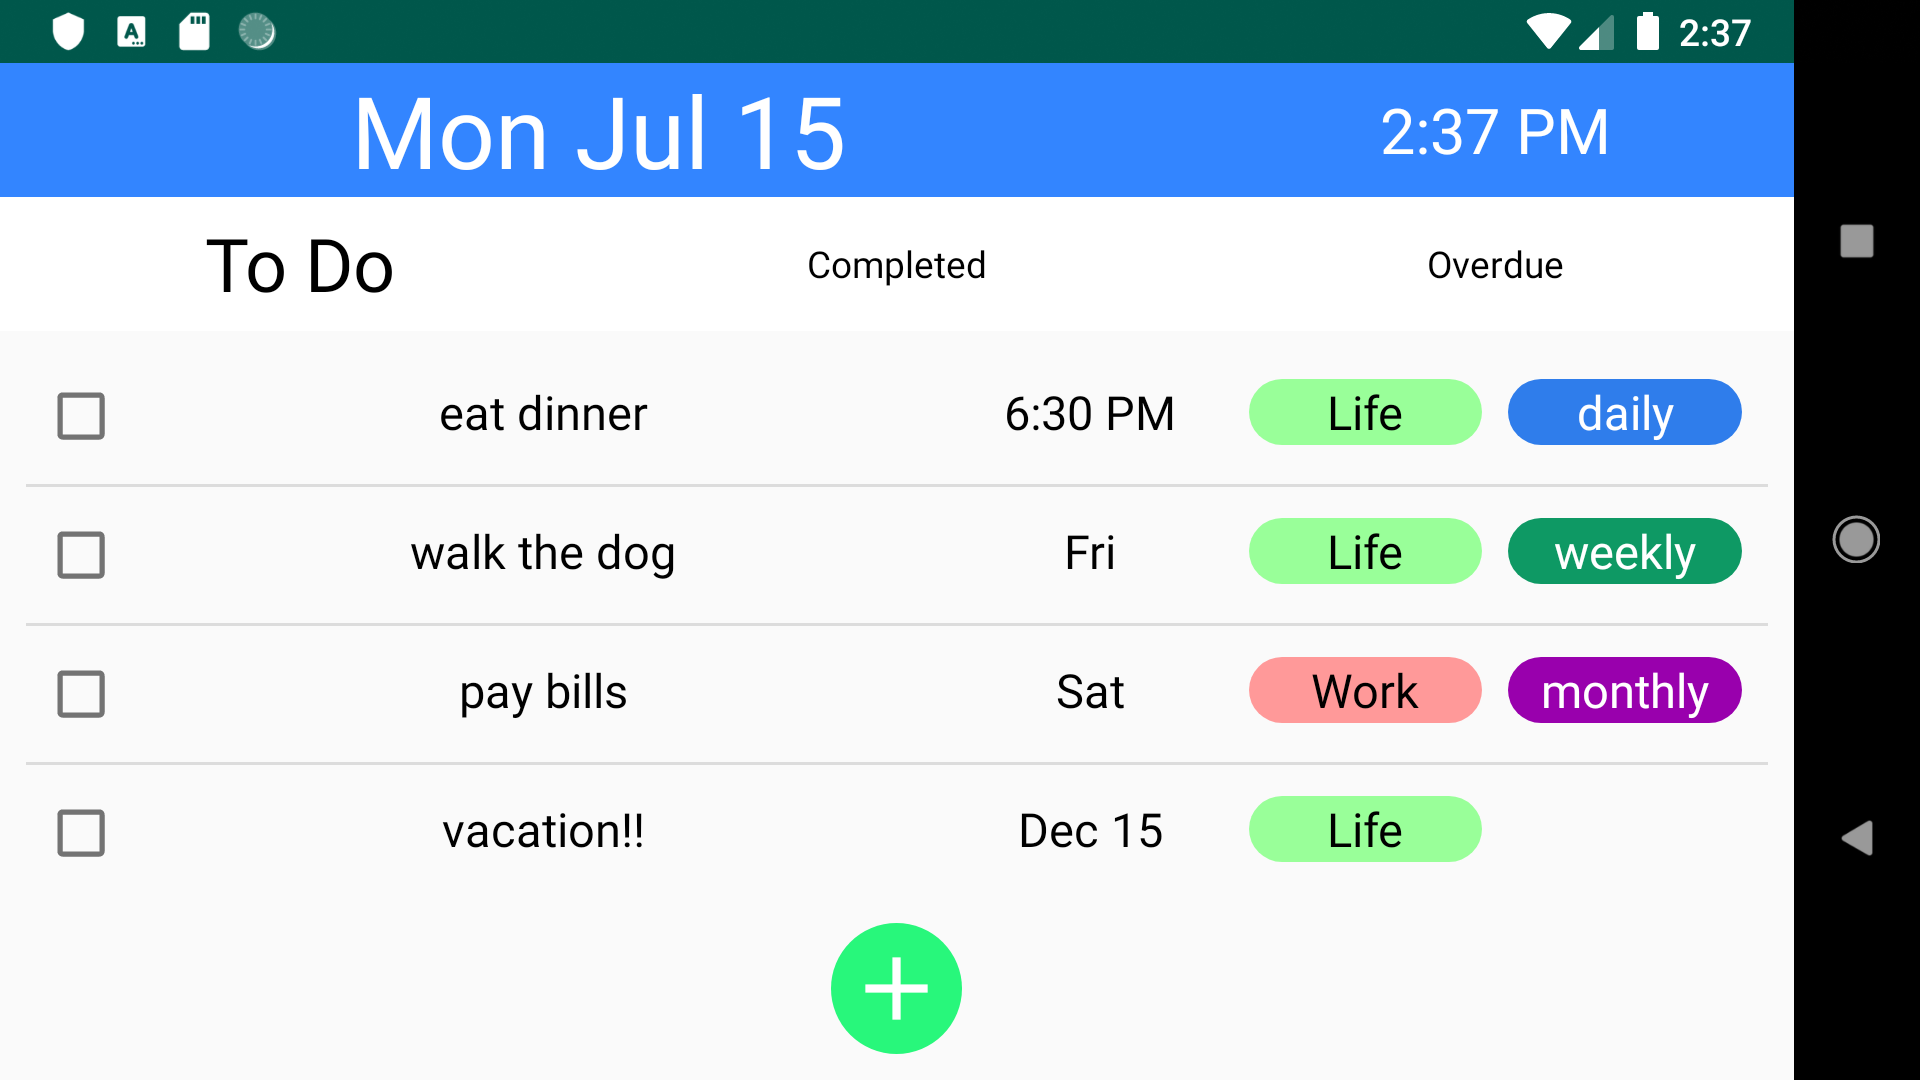 2:37
Mon Jul 15 2:37 PM
To Do Completed Overdue
eat dinner 6:30 PM Life daily
walk the dog Fri Life weekly
pay bills Sat Work monthly
vacation!! Dec 15 Life